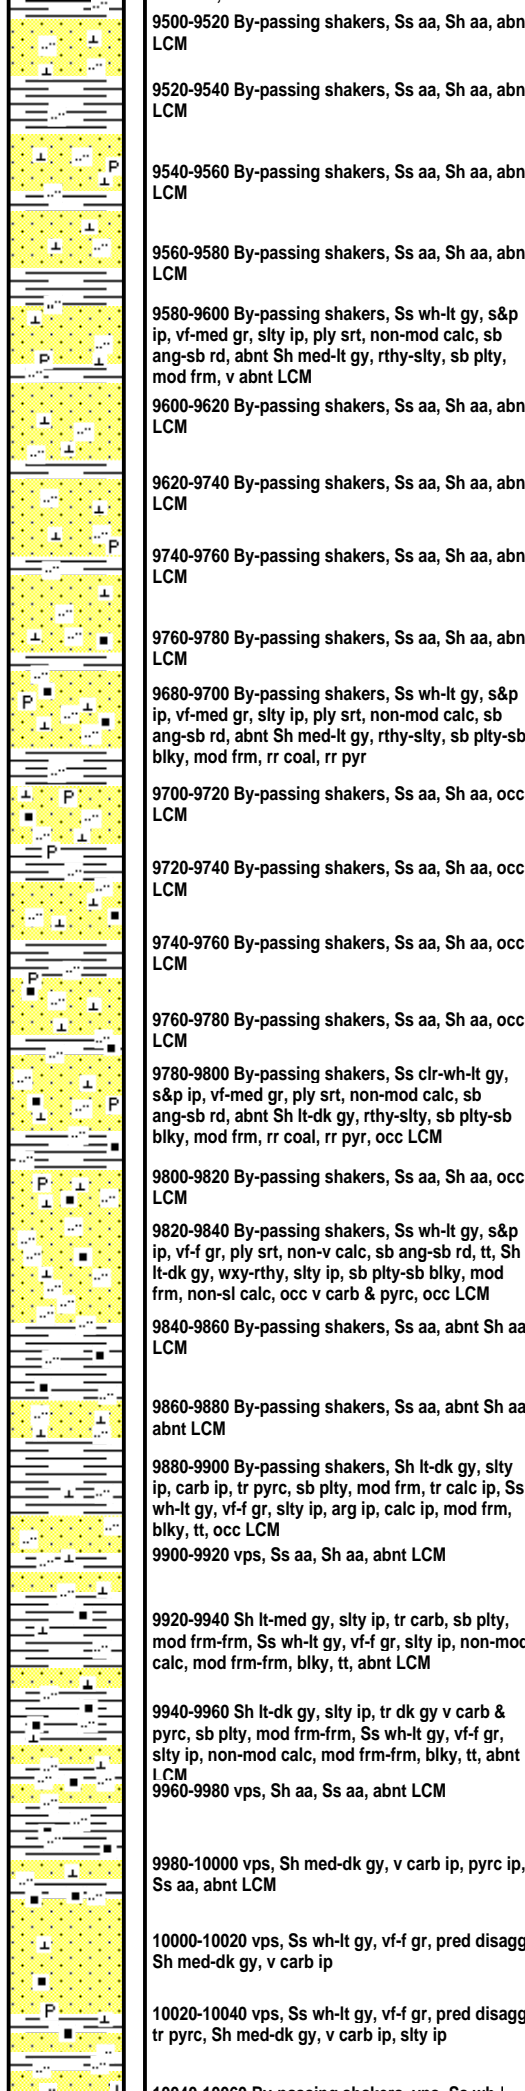 9500-9520 By-passing shakers, Ss aa, Sh aa, abn
LCM
9520-9540 By-passing shakers, Ss aa, Sh aa, abn
LCM
9540-9560 By-passing shakers, Ss aa, Sh aa, abn
LCM
9560-9580 By-passing shakers, Ss aa, Sh aa, abn
LCM
9580-9600 By-passing shakers, Ss wh-lt gy, s&p
ip, vf-med gr, slty ip, ply srt, non-mod calc, sb
ang-sb rd, abnt Sh med-lt gy, rthy-slty, sb plty,
mod frm, v abnt LCM
9600-9620 By-passing shakers, Ss aa, Sh aa, abn
LCM
9620-9740 By-passing shakers, Ss aa, Sh aa, abn
LCM
9740-9760 By-passing shakers, Ss aa, Sh aa, abn
LCM
9760-9780 By-passing shakers, Ss aa, Sh aa, abn
LCM
9680-9700 By-passing shakers, Ss wh-lt gy, s&p
ip, vf-med gr, slty ip, ply srt, non-mod calc, sb
ang-sb rd, abnt Sh med-lt gy, rthy-slty, sb plty-sb
blky, mod frm, rr coal, rr pyr
9700-9720 By-passing shakers, Ss aa, Sh aa, occ
LCM
9720-9740 By-passing shakers, Ss aa, Sh aa, occ
LCM
9740-9760 By-passing shakers, Ss aa, Sh aa, occ
LCM
9760-9780 By-passing shakers, Ss aa, Sh aa, occ
LCM
9780-9800 By-passing shakers, Ss clr-wh-lt gy,
s&p ip, vf-med gr, ply srt, non-mod calc, sb
ang-sb rd, abnt Sh lt-dk gy, rthy-slty, sb plty-sb
blky, mod frm, rr coal, rr pyr, occ LCM
9800-9820 By-passing shakers, Ss aa, Sh aa, occ
LCM
9820-9840 By-passing shakers, Ss wh-lt gy, s&p
ip, vf-f gr, ply srt, non-v calc, sb ang-sb rd, tt, Sh
lt-dk gy, wxy-rthy, slty ip, sb plty-sb blky, mod
frm, non-sl calc, occ v carb & pyrc, occ LCM
9840-9860 By-passing shakers, Ss aa, abnt Sh aa
LCM
9860-9880 By-passing shakers, Ss aa, abnt Sh aa
abnt LCM
9880-9900 By-passing shakers, Sh lt-dk gy, slty
ip, carb ip, tr pyrc, sb plty, mod frm, tr calc ip, Ss
wh-lt gy, vf-f gr, slty ip, arg ip, calc ip, mod frm,
blky, tt, occ LCM
9900-9920 vps, Ss aa, Sh aa, abnt LCM
9920-9940 Sh lt-med gy, slty ip, tr carb, sb plty,
mod frm-frm, Ss wh-lt gy, vf-f gr, slty ip, non-mod
calc, mod frm-frm, blky, tt, abnt LCM
9940-9960 Sh lt-dk gy, slty ip, tr dk gy v carb &
pyrc, sb plty, mod frm-frm, Ss wh-lt gy, vf-f gr,
slty ip, non-mod calc, mod frm-frm, blky, tt, abnt
LCM
9960-9980 vps, Sh aa, Ss aa, abnt LCM
9980-10000 vps, Sh med-dk gy, v carb ip, pyrc ip,
Ss aa, abnt LCM
10000-10020 vps, Ss wh-lt gy, vf-f gr, pred disagg
Sh med-dk gy, v carb ip
10020-10040 vps, Ss wh-lt gy, vf-f gr, pred disagg
tr pyrc, Sh med-dk gy, v carb ip, slty ip